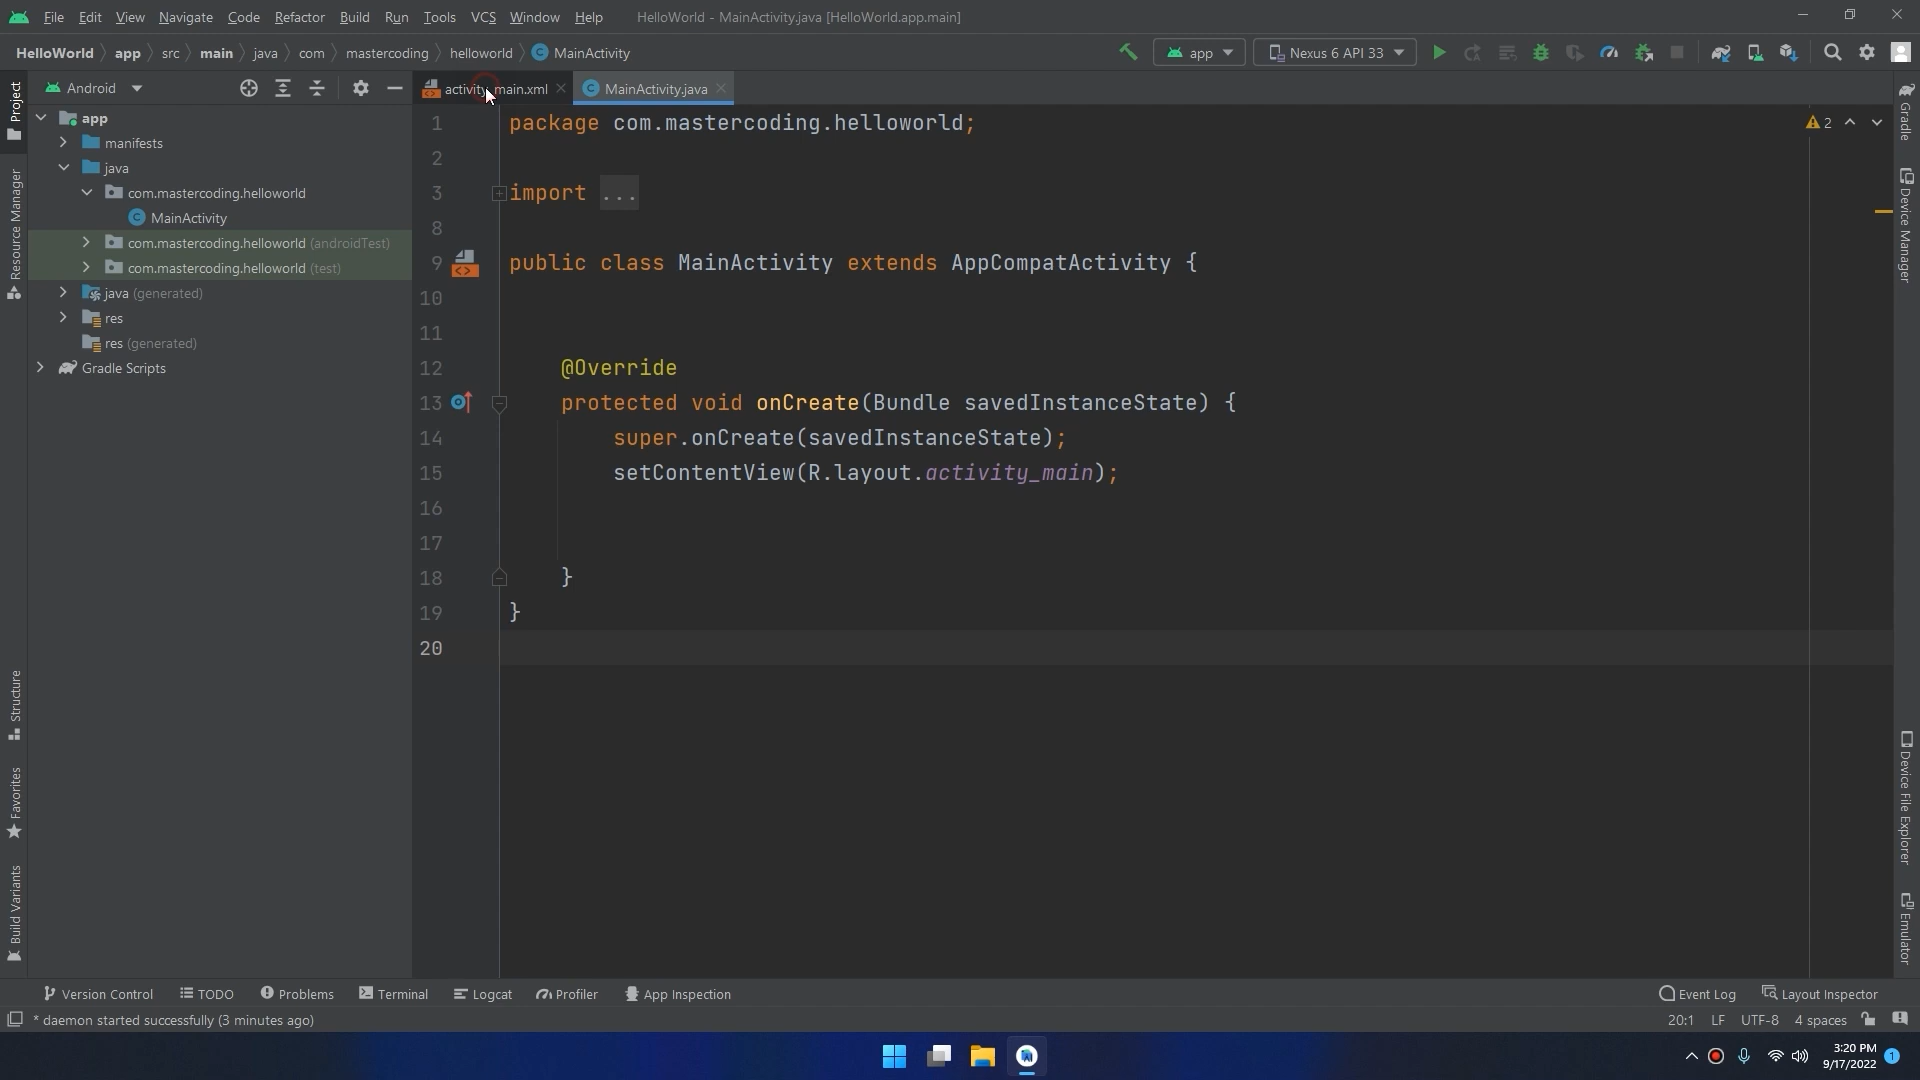 File Edit View Navigate Code Refactor Build Run Tools VCS Window Help HelloWorld - MainActivity.java [HelloWorld.app.main]
HelloWorld app src main java com mastercoding helloworld MainActivity app Nexus 6 API 33
Android
activity_main.xml MainActivity.java
app
manifests
java
com.mastercoding.helloworld
MainActivity
com.mastercoding.helloworld (androidTest)
com.mastercoding.helloworld (test)
java (generated)
res
res (generated)
Gradle Scripts
Project
Resource Manager
Structure
Favorites
Build Variants
1 package com.mastercoding.helloworld;
2
3 import ...
8
9 public class MainActivity extends AppCompatActivity {
10
11
12 @Override
13 protected void onCreate(Bundle savedInstanceState) {
14 super.onCreate(savedInstanceState);
15 setContentView(R.layout.activity_main);
16
17
18 }
19 }
20
2
Gradle
Device Manager
Device File Explorer
Emulator
Version Control TODO Problems Terminal Logcat Profiler App Inspection Event Log Layout Inspector
* daemon started successfully (3 minutes ago) 20:1 LF UTF-8 4 spaces
3:20 PM
9/17/2022
1